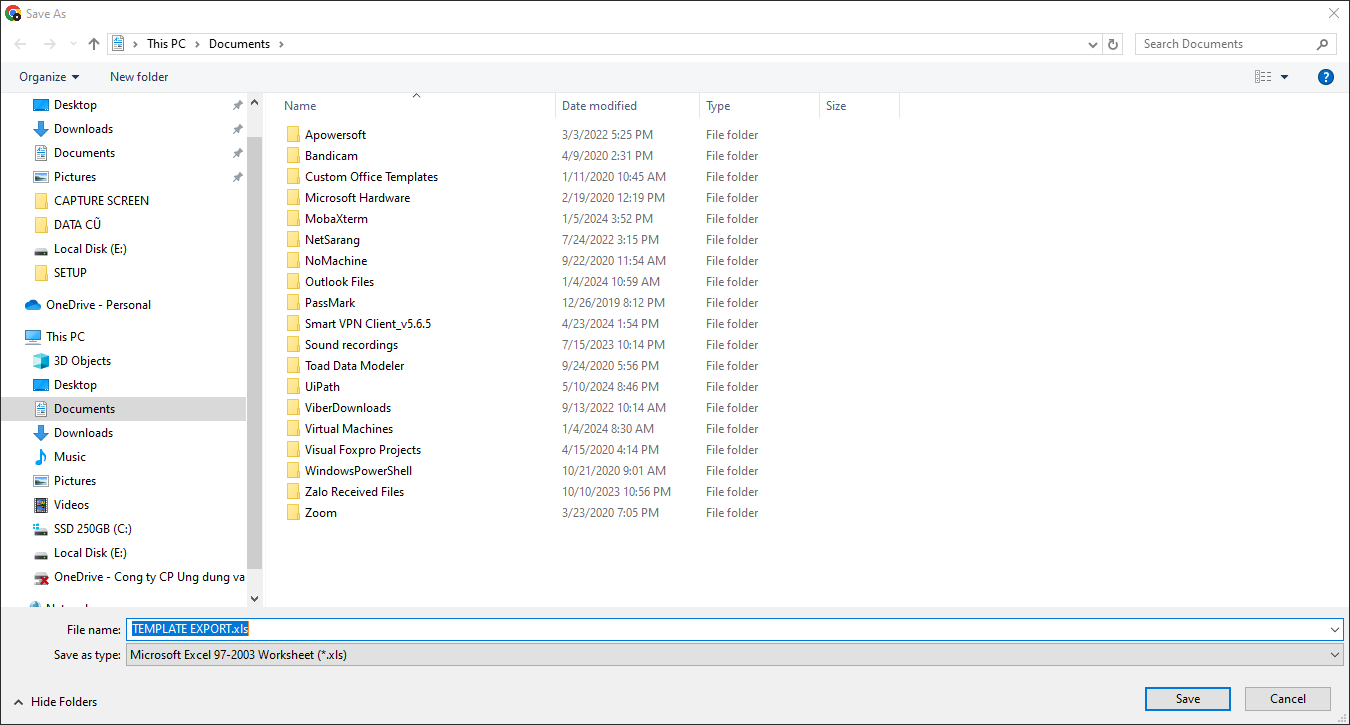 Save As
This PC > Documents >
Search Documents
Organize
New folder
Desktop
Downloads
Documents
Pictures
CAPTURE SCREEN
DATA CŨ
Local Disk (E:)
SETUP
OneDrive - Personal
This PC
3D Objects
Desktop
Documents
Downloads
Music
Pictures
Videos
SSD 250GB (C:)
Local Disk (E:)
OneDrive - Cong ty CP Ung dung va
Name Date modified Type Size
Apowersoft 3/3/2022 5:25 PM File folder
Bandicam 4/9/2020 2:31 PM File folder
Custom Office Templates 1/11/2020 10:45 AM File folder
Microsoft Hardware 2/19/2020 12:19 PM File folder
MobaXterm 1/5/2024 3:52 PM File folder
NetSarang 7/24/2022 3:15 PM File folder
NoMachine 9/22/2020 11:54 AM File folder
Outlook Files 1/4/2024 10:59 AM File folder
PassMark 12/26/2019 8:12 PM File folder
Smart VPN Client_v5.6.5 4/23/2024 1:54 PM File folder
Sound recordings 7/15/2023 10:14 PM File folder
Toad Data Modeler 9/24/2020 5:56 PM File folder
UiPath 5/10/2024 8:46 PM File folder
ViberDownloads 9/13/2022 10:14 AM File folder
Virtual Machines 1/4/2024 8:30 AM File folder
Visual Foxpro Projects 4/15/2020 4:14 PM File folder
WindowsPowerShell 10/21/2020 9:01 AM File folder
Zalo Received Files 10/10/2023 10:56 PM File folder
Zoom 3/23/2020 7:05 PM File folder
File name: TEMPLATE EXPORT.xls
Save as type: Microsoft Excel 97-2003 Worksheet (*.xls)
Hide Folders
Save
Cancel